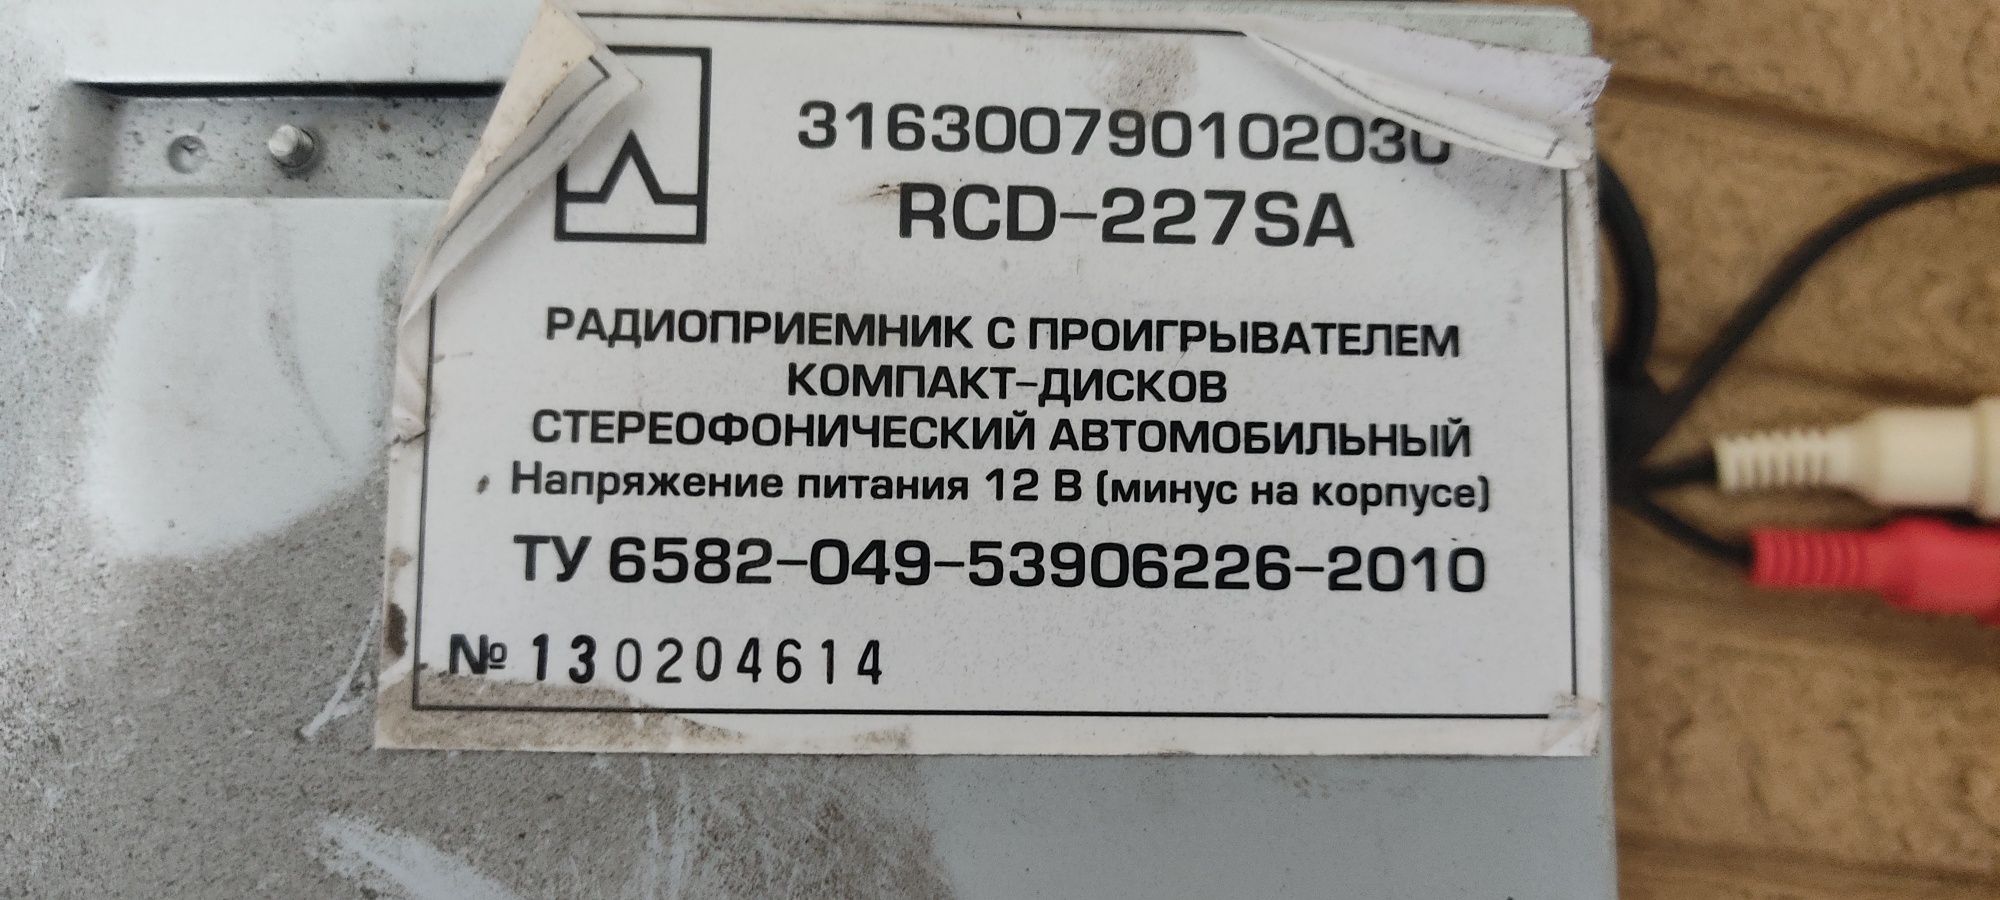 316300790102030
RCD-227SA
РАДИОПРИЕМНИК С ПРОИГРЫВАТЕЛЕМ
КОМПАКТ-ДИСКОВ
СТЕРЕОФОНИЧЕСКИЙ АВТОМОБИЛЬНЫЙ
Напряжение питания 12 В (минус на корпусе)
ТУ 6582-049-53906226-2010
№ 130204614